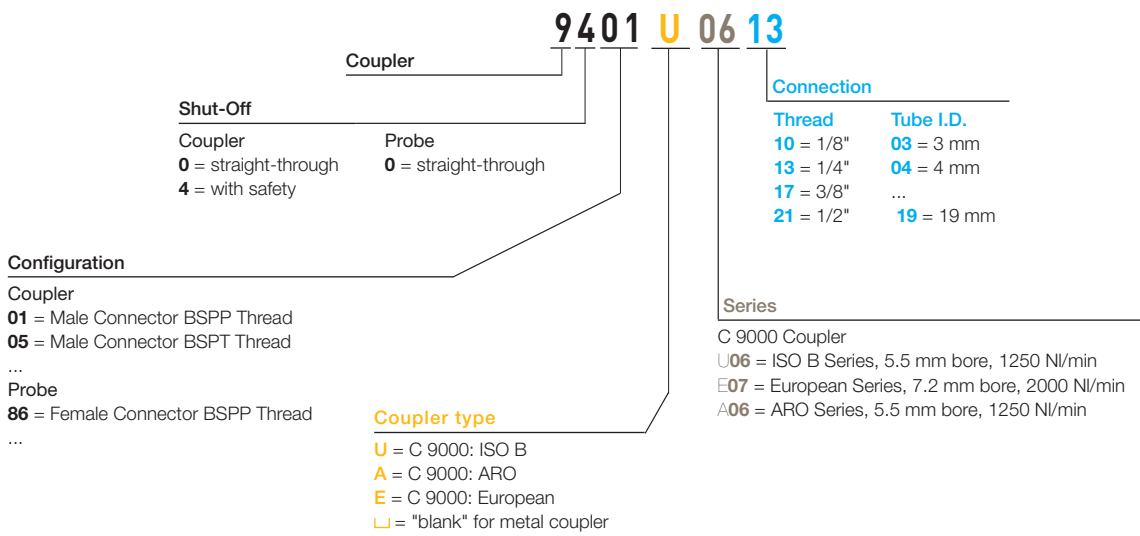 9401 U 06 13
Coupler
Shut-Off
Coupler Probe
0 = straight-through 0 = straight-through
4 = with safety
Connection
Thread Tube I.D.
10 = 1/8" 03 = 3 mm
13 = 1/4" 04 = 4 mm
17 = 3/8" ...
21 = 1/2" 19 = 19 mm
Configuration
Coupler
01 = Male Connector BSPP Thread
05 = Male Connector BSPT Thread
...
Probe
86 = Female Connector BSPP Thread
...
Series
C 9000 Coupler
U06 = ISO B Series, 5.5 mm bore, 1250 Nl/min
E07 = European Series, 7.2 mm bore, 2000 Nl/min
A06 = ARO Series, 5.5 mm bore, 1250 Nl/min
Coupler type
U = C 9000: ISO B
A = C 9000: ARO
E = C 9000: European
⌴ = "blank" for metal coupler